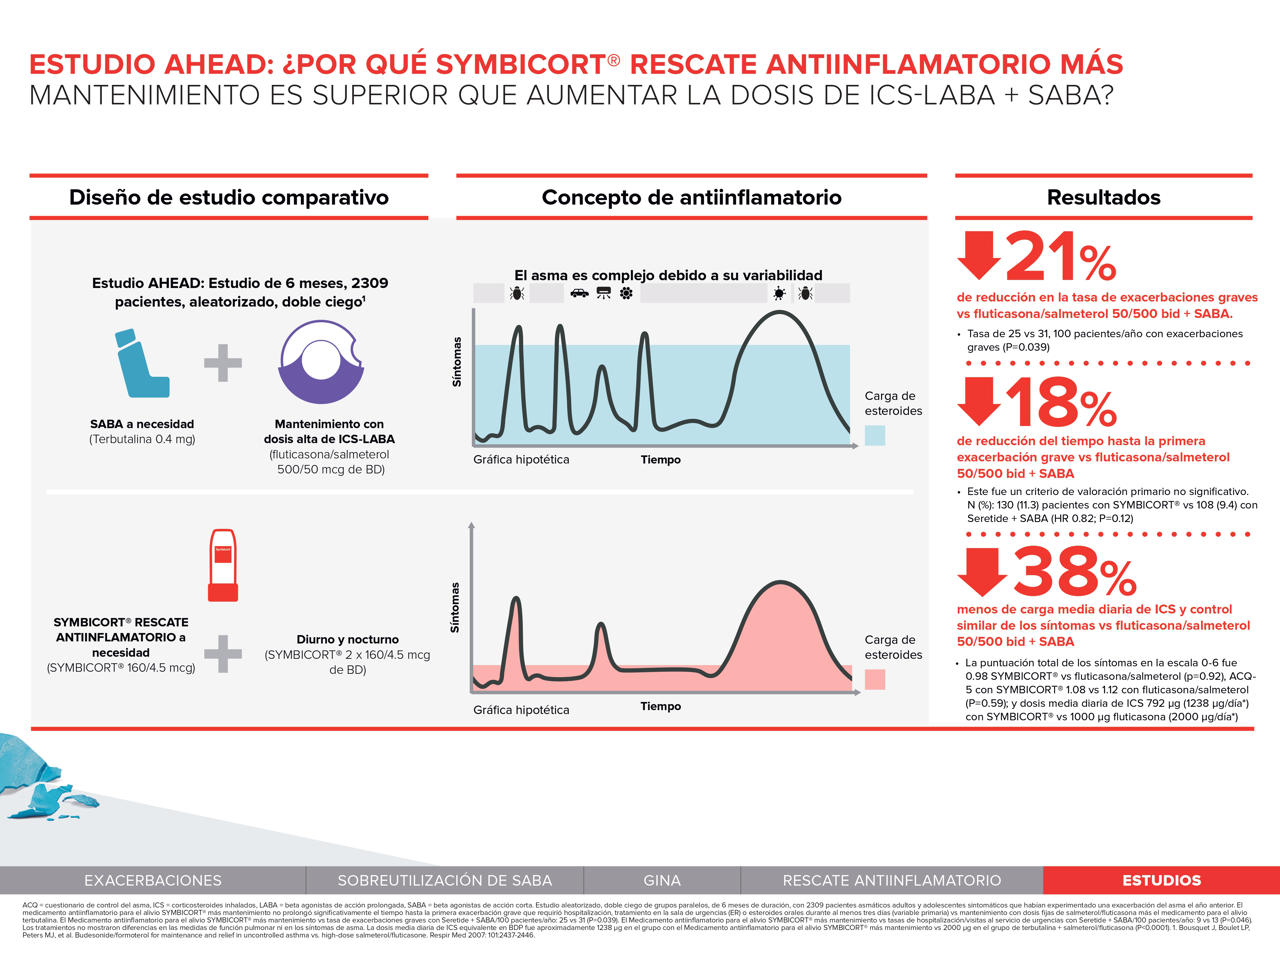 ESTUDIO AHEAD: ¿POR QUÉ SYMBICORT® RESCATE ANTIINFLAMATORIO MÁS
MANTENIMIENTO ES SUPERIOR QUE AUMENTAR LA DOSIS DE ICS-LABA + SABA?
Diseño de estudio comparativo
Estudio AHEAD: Estudio de 6 meses, 2309
pacientes, aleatorizado, doble ciego¹
SABA a necesidad
(Terbutalina 0.4 mg)
Mantenimiento con
dosis alta de ICS-LABA
(fluticasona/salmeterol
500/50 mcg de BD)
SYMBICORT® RESCATE
ANTIINFLAMATORIO a
necesidad
(SYMBICORT® 160/4.5 mcg)
Diurno y nocturno
(SYMBICORT® 2 x 160/4.5 mcg
de BD)
Concepto de antiinflamatorio
El asma es complejo debido a su variabilidad
Síntomas
Carga de
esteroides
Gráfica hipotética
Tiempo
Síntomas
Carga de
esteroides
Gráfica hipotética
Tiempo
Resultados
21%
de reducción en la tasa de exacerbaciones graves
vs fluticasona/salmeterol 50/500 bid + SABA.
• Tasa de 25 vs 31, 100 pacientes/año con exacerbaciones
graves (P=0.039)
18%
de reducción del tiempo hasta la primera
exacerbación grave vs fluticasona/salmeterol
50/500 bid + SABA
• Este fue un criterio de valoración primario no significativo.
N (%): 130 (11.3) pacientes con SYMBICORT® vs 108 (9.4) con
Seretide + SABA (HR 0.82; P=0.12)
38%
menos de carga media diaria de ICS y control
similar de los síntomas vs fluticasona/salmeterol
50/500 bid + SABA
• La puntuación total de los síntomas en la escala 0-6 fue
0.98 SYMBICORT® vs fluticasona/salmeterol (p=0.92), ACQ-
5 con SYMBICORT® 1.08 vs 1.12 con fluticasona/salmeterol
(P=0.59); y dosis media diaria de ICS 792 µg (1238 µg/día*)
con SYMBICORT® vs 1000 µg fluticasona (2000 µg/día*)
EXACERBACIONES
SOBREUTILIZACIÓN DE SABA
GINA
RESCATE ANTIINFLAMATORIO
ESTUDIOS
ACQ = cuestionario de control del asma, ICS = corticosteroides inhalados, LABA = beta agonistas de acción prolongada, SABA = beta agonistas de acción corta. Estudio aleatorizado, doble ciego de grupos paralelos, de 6 meses de duración, con 2309 pacientes asmáticos adultos y adolescentes sintomáticos que habían experimentado una exacerbación del asma el año anterior. El
medicamento antiinflamatorio para el alivio SYMBICORT® más mantenimiento no prolongó significativamente el tiempo hasta la primera exacerbación grave que requirió hospitalización, tratamiento en la sala de urgencias (ER) o esteroides orales durante al menos tres días (variable primaria) vs mantenimiento con dosis fijas de salmeterol/fluticasona más el medicamento para el alivio
terbutalina. El Medicamento antiinflamatorio para el alivio SYMBICORT® más mantenimiento vs tasa de exacerbaciones graves con Seretide + SABA/100 pacientes/año: 25 vs 31 (P=0.039). El Medicamento antiinflamatorio para el alivio SYMBICORT® más mantenimiento vs tasas de hospitalización/visitas al servicio de urgencias con Seretide + SABA/100 pacientes/año: 9 vs 13 (P=0.046).
Los tratamientos no mostraron diferencias en las medidas de función pulmonar ni en los síntomas de asma. La dosis media diaria de ICS equivalente en BDP fue aproximadamente 1238 µg en el grupo con el Medicamento antiinflamatorio para el alivio SYMBICORT® más mantenimiento vs 2000 µg en el grupo de terbutalina + salmeterol/fluticasona (P<0.0001). 1. Bousquet J, Boulet LP,
Peters MJ, et al. Budesonide/formoterol for maintenance and relief in uncontrolled asthma vs. high-dose salmeterol/fluticasone. Respir Med 2007: 101:2437-2446.